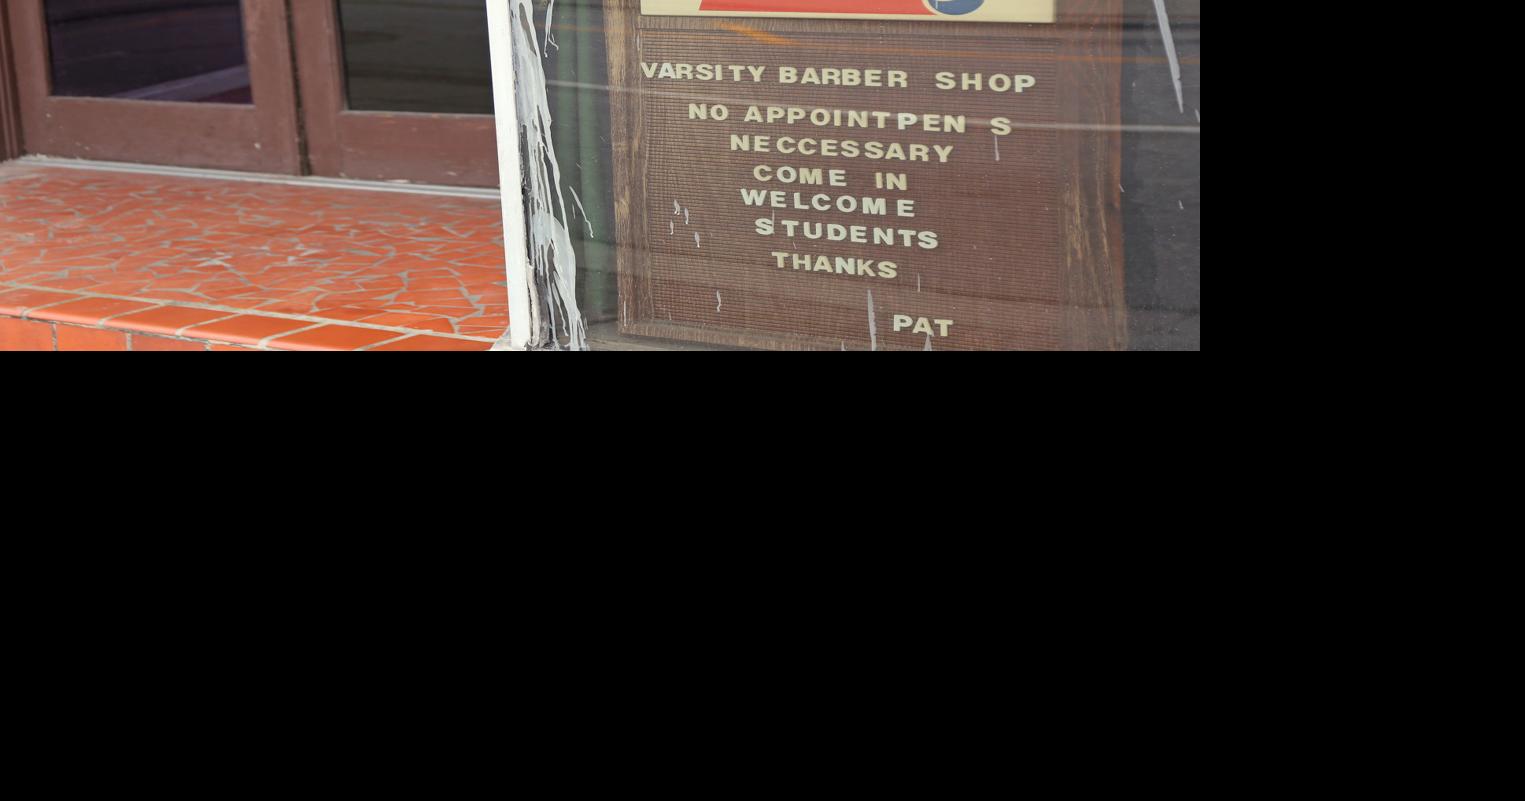 VARSITY BARBER SHOP
NO APPOINTPEN S
NECCESSARY
COME IN
WELCOME
STUDENTS
THANKS
PAT